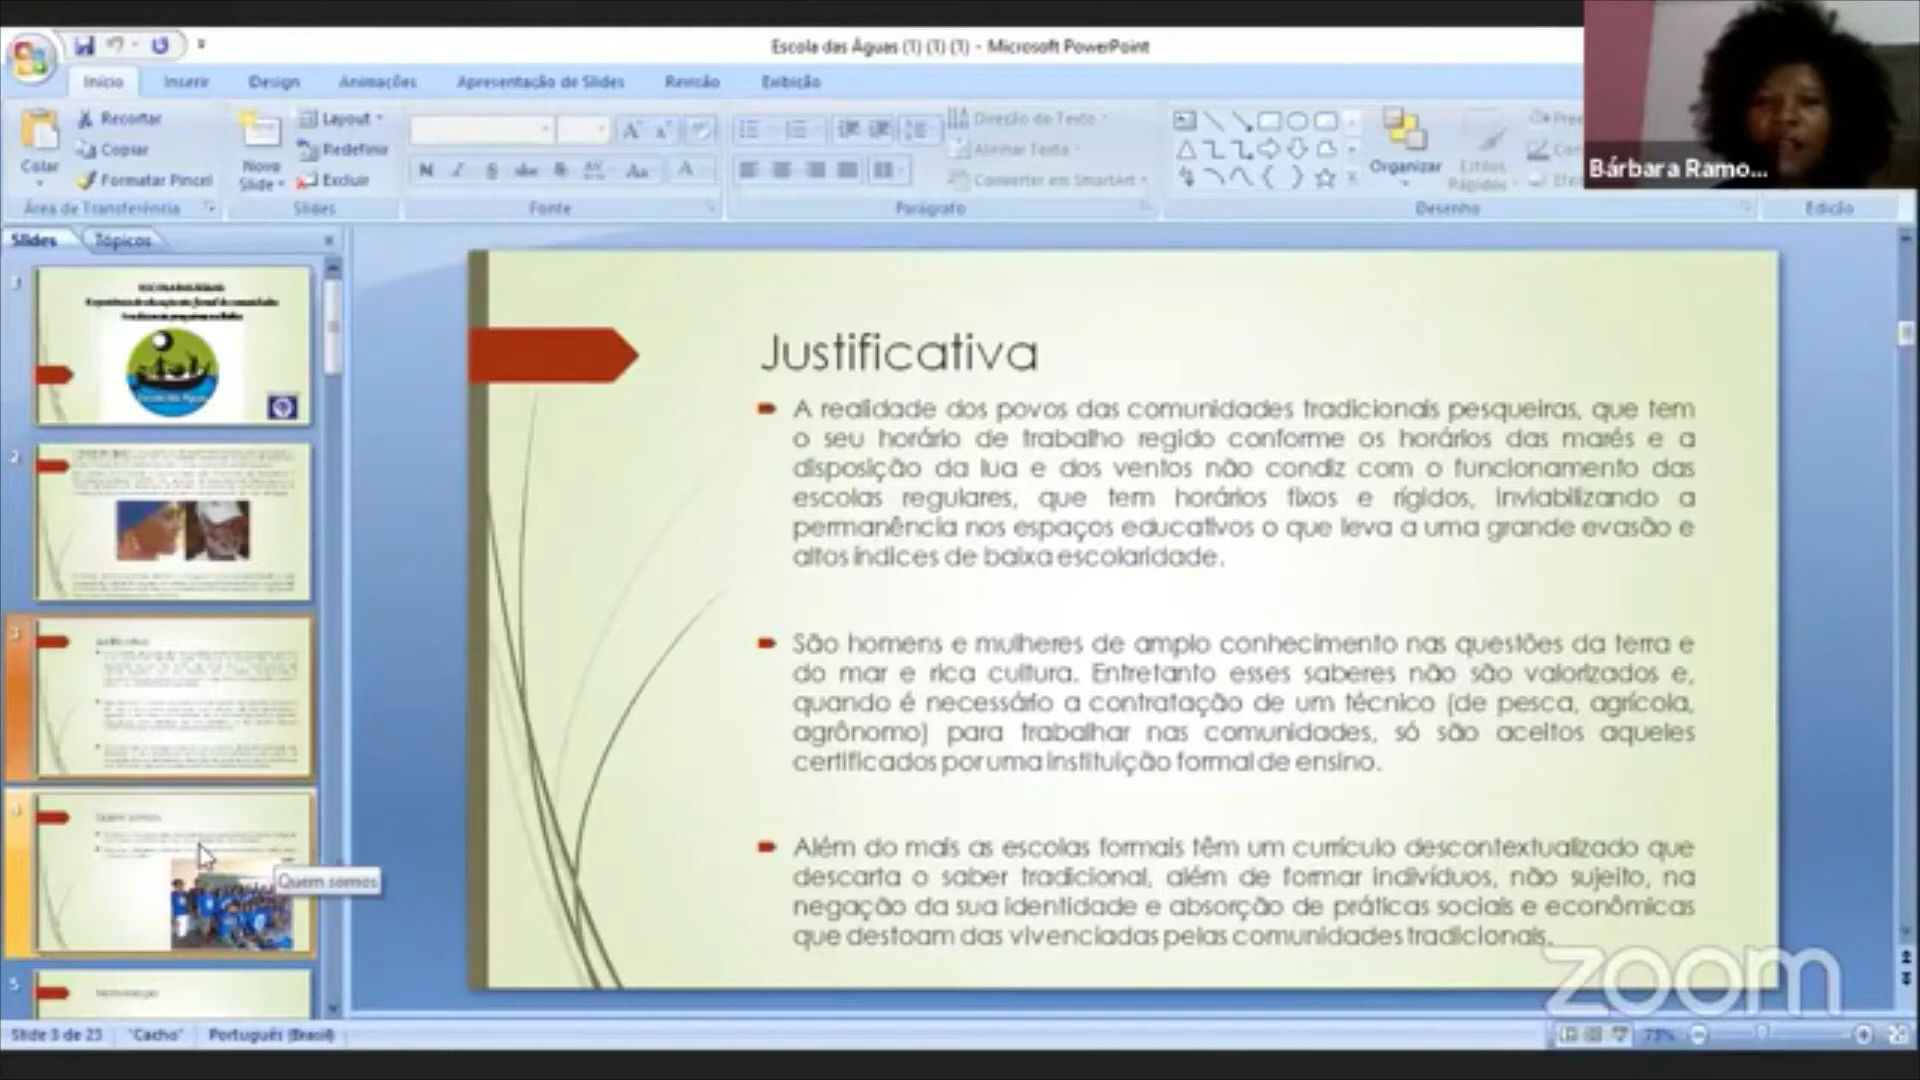 Escola das Águas (1) (1) (1) - Microsoft PowerPoint
Início Inserir Design Animações Apresentação de Slides Revisão Exibição
Colar
Recortar
Copiar
Formatar Pincel
Área de Transferência
Novo
Slide
Layout
Redefinir
Excluir
Slides
Fonte
Direção do Texto
Alinhar Texto
Converter em SmartArt
Parágrafo
Organizar
Estilos
Rápidos
Desenho
Edição
Bárbara Ramo...
Slides Tópicos
1
2
3
4
Quem somos
Quem somos
5
Justificativa
A realidade dos povos das comunidades tradicionais pesqueiras, que tem
o seu horário de trabalho regido conforme os horários das marés e a
disposição da lua e dos ventos não condiz com o funcionamento das
escolas regulares, que tem horários fixos e rígidos, inviabilizando a
permanência nos espaços educativos o que leva a uma grande evasão e
altos índices de baixa escolaridade.
São homens e mulheres de amplo conhecimento nas questões da terra e
do mar e rica cultura. Entretanto esses saberes não são valorizados e,
quando é necessário a contratação de um técnico (de pesca, agrícola,
agrônomo) para trabalhar nas comunidades, só são aceitos aqueles
certificados por uma instituição formal de ensino.
Além do mais as escolas formais têm um currículo descontextualizado que
descarta o saber tradicional, além de formar indivíduos, não sujeito, na
negação da sua identidade e absorção de práticas sociais e econômicas
que destoam das vivenciadas pelas comunidades tradicionais.
zoom
Slide 3 de 23 "Cacho" Português (Brasil)
75%